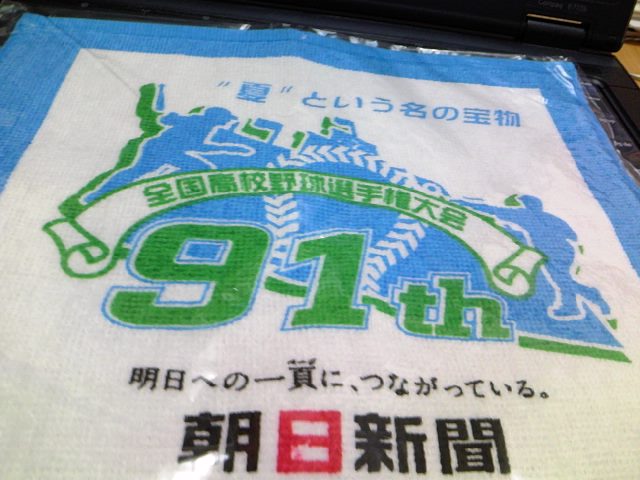 "夏"という名の宝物
全国高校野球選手権大会
91th
明日への一頁に、つながっている。
朝日新聞